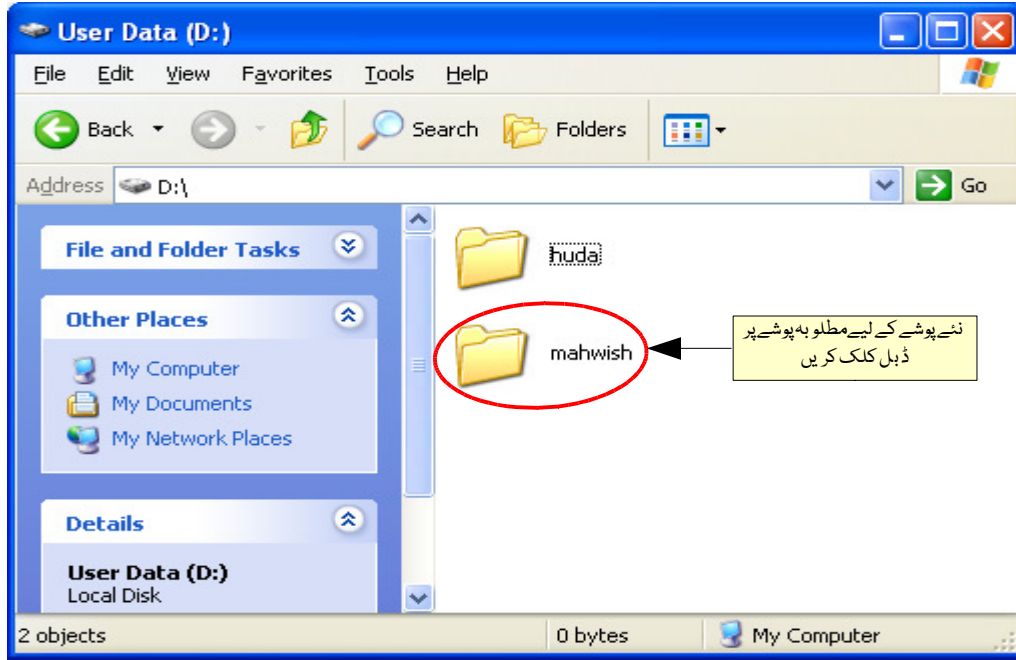 User Data (D:)
File Edit View Favorites Tools Help
Back Search Folders
Address D:\ Go
File and Folder Tasks
Other Places
My Computer
My Documents
My Network Places
Details
User Data (D:)
Local Disk
huda
mahwish
نئے پوشے کے لیے مطلوبہ پوشے پر
ڈبل کلک کریں
2 objects 0 bytes My Computer